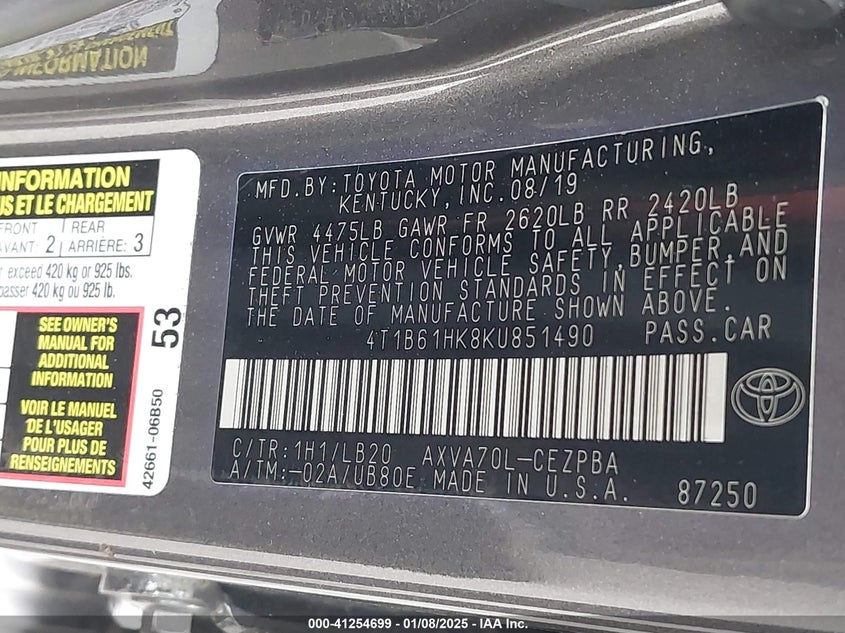 INFORMATION
INFORMATION
US ET LE CHARGEMENT
FRONT
AVANT: 2
REAR
ARRIÈRE: 3
r exceed 420 kg or 925 lbs.
passer 420 kg ou 925 lb.
SEE OWNER'S
MANUAL FOR
ADDITIONAL
INFORMATION
VOIR LE MANUEL
DE L'USAGER
POUR PLUS DE
RENSEIGNEMENTS
53
42661-06B50
MFD.BY:TOYOTA MOTOR MANUFACTURING,
KENTUCKY, INC.08/19
GVWR 4475LB GAWR FR 2620LB RR 2420LB
THIS VEHICLE CONFORMS TO ALL APPLICABLE
FEDERAL MOTOR VEHICLE SAFETY,BUMPER,AND
THEFT PREVENTION STANDARDS IN EFFECT ON
THE DATE OF MANUFACTURE SHOWN ABOVE.
4T1B61HK8KU851490 PASS.CAR
C/TR:1H1/LB20 AXVA70L-CEZPBA
A/TM:-02A/UB80E MADE IN U.S.A. 87250
000-41254699 - 01/08/2025 - IAA Inc.